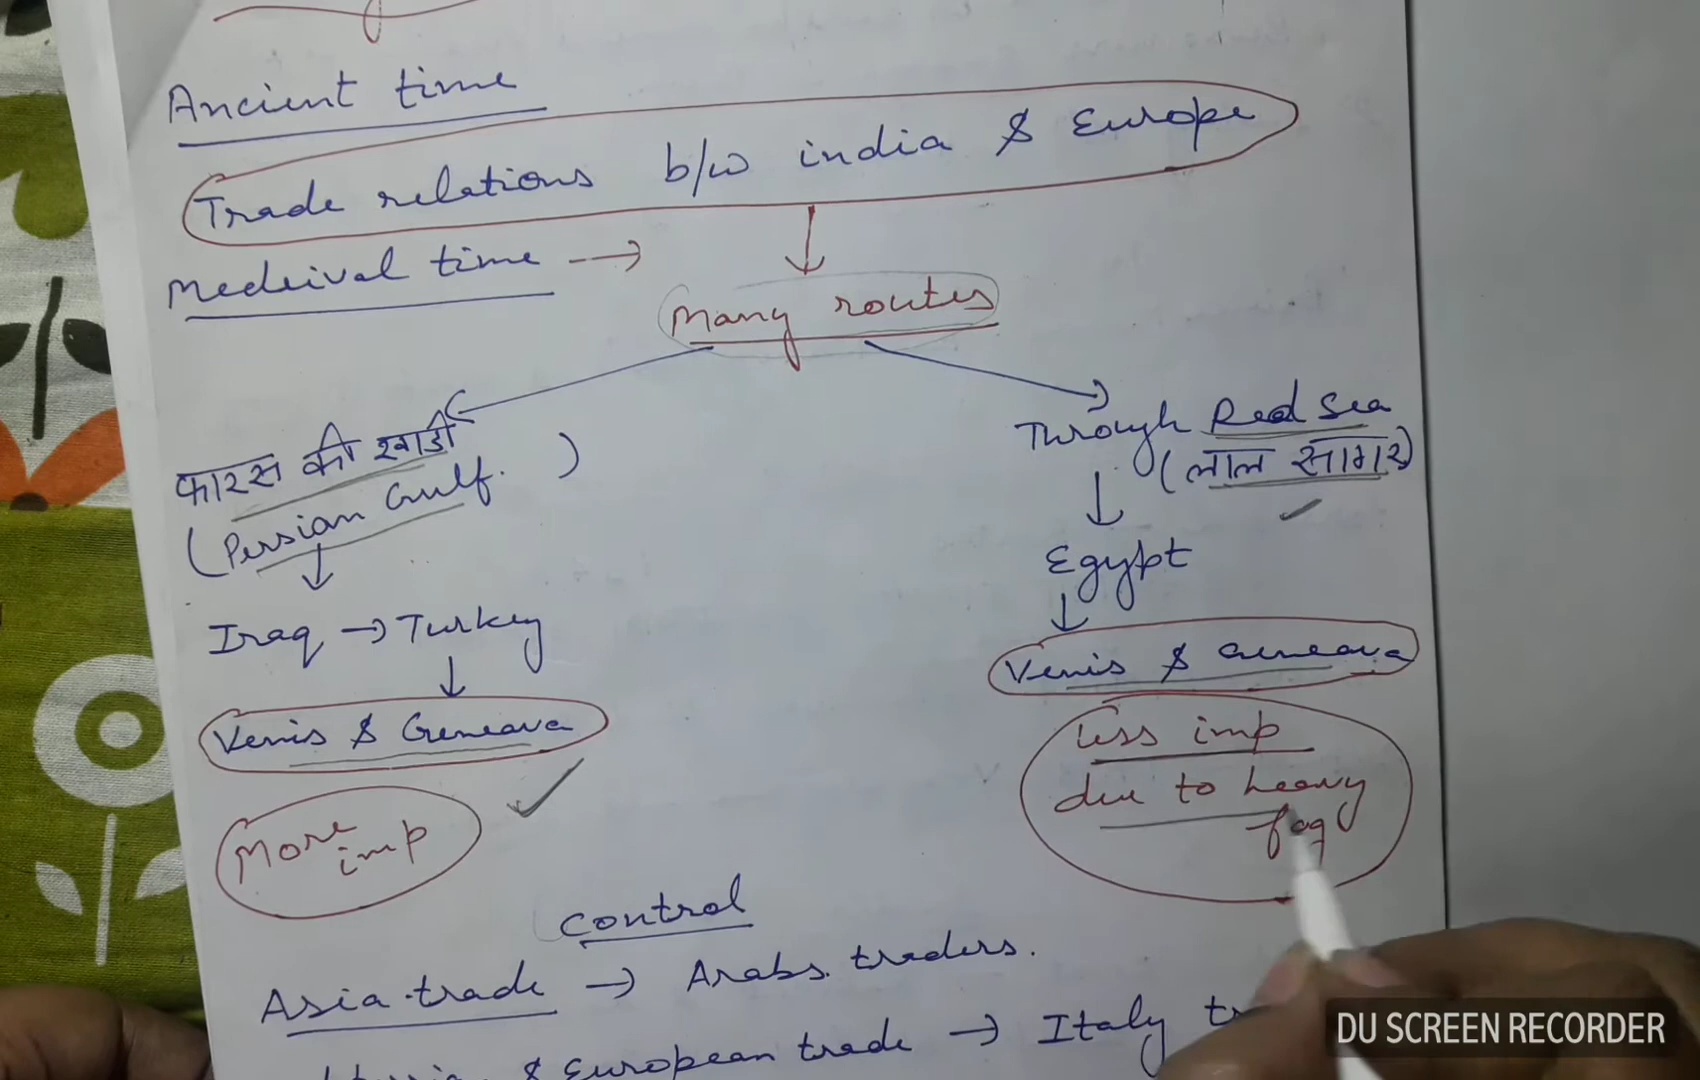 Ancient time
Trade relations b/w india & Europe
Medeival time →
Many routes
फारस की खाडी
(Persian Gulf. )
Iraq → Turkey
Venis & Geneava
More
imp
Through Red Sea
(लाल सागर)
Egypt
Venis & Geneava
Less imp
due to heavy
fog
Control
Asia trade → Arabs traders.
& European trade → Italy
DU SCREEN RECORDER